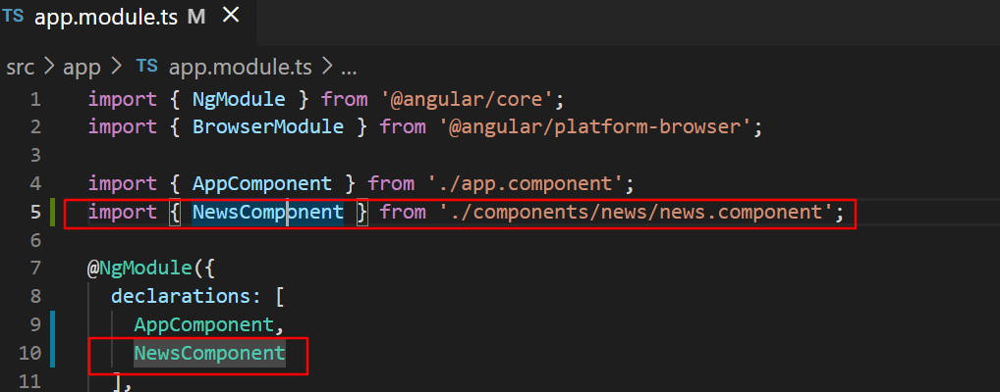 TS app.module.ts M ×
src > app > TS app.module.ts > ...
1 import { NgModule } from '@angular/core';
2 import { BrowserModule } from '@angular/platform-browser';
3
4 import { AppComponent } from './app.component';
5 import { NewsComponent } from './components/news/news.component';
6
7 @NgModule({
8 declarations: [
9 AppComponent,
10 NewsComponent
11 ],